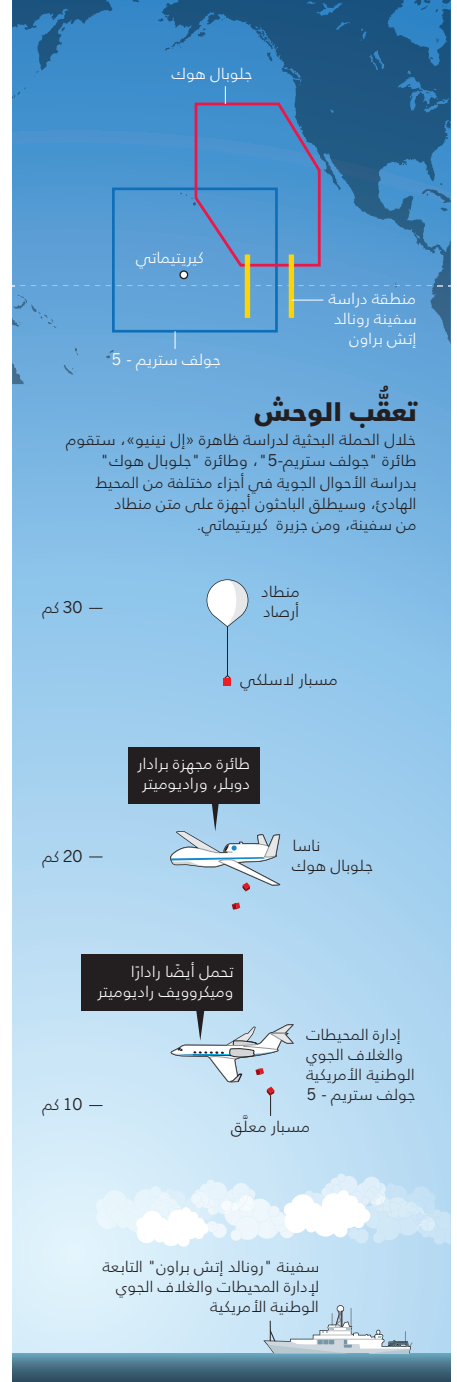 جلوبال هوك
كيريتيماتي
منطقة دراسة
سفينة رونالد
إتش براون
جولف ستريم - 5
تعقُّب الوحش
خلال الحملة البحثية لدراسة ظاهرة «إل نينيو»، ستقوم
طائرة "جولف ستريم-5"، وطائرة "جلوبال هوك"
بدراسة الأحوال الجوية في أجزاء مختلفة من المحيط
الهادئ، وسيطلق الباحثون أجهزة على متن منطاد
من سفينة، ومن جزيرة كيريتيماتي.
منطاد
أرصاد
30 كم —
مسبار لاسلكي
طائرة مجهزة برادار
دوبلر، وراديوميتر
ناسا
جلوبال هوك
20 كم —
تحمل أيضًا رادارًا
وميكروويف راديوميتر
إدارة المحيطات
والغلاف الجوي
الوطنية الأمريكية
جولف ستريم - 5
10 كم —
مسبار معلَّق
سفينة "رونالد إتش براون" التابعة
لإدارة المحيطات والغلاف الجوي
الوطنية الأمريكية